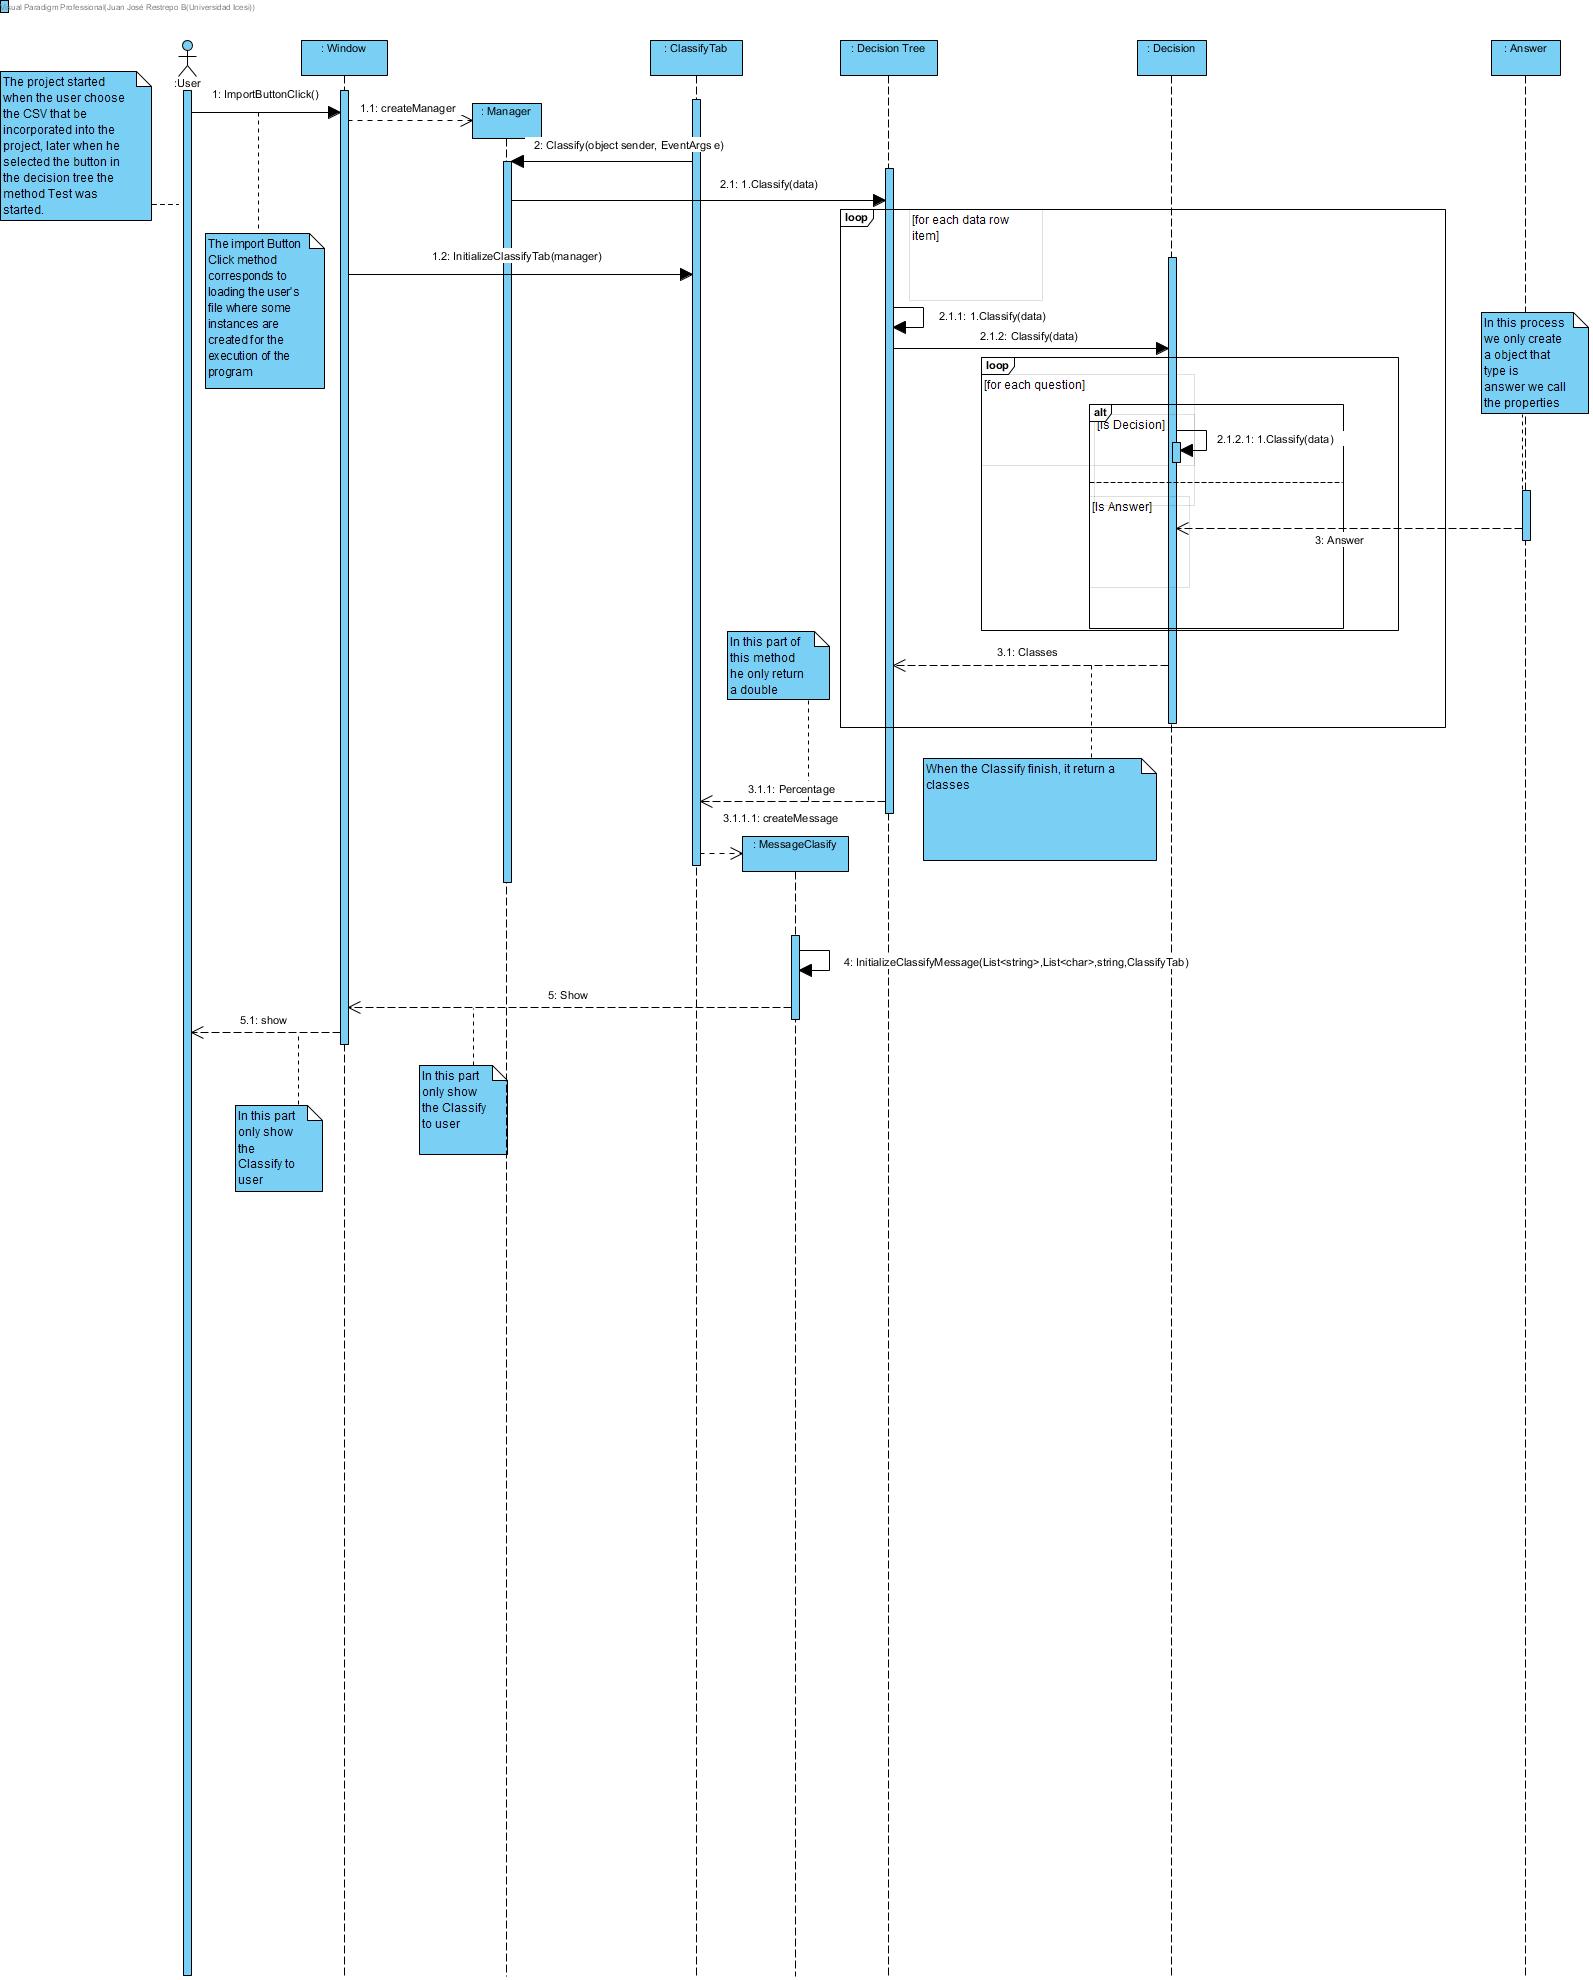 Visual Paradigm Professional(Juan José Restrepo B(Universidad Icesi))
: Window
: ClassifyTab
: Decision Tree
: Decision
: Answer
:User
The project started
when the user choose
the CSV that be
incorporated into the
project, later when he
selected the button in
the decision tree the
method Test was
started.
1: ImportButtonClick()
1.1: createManager
: Manager
2: Classify(object sender, EventArgs e)
2.1: 1.Classify(data)
loop
[for each data row
item]
The import Button
Click method
corresponds to
loading the user's
file where some
instances are
created for the
execution of the
program
1.2: InitializeClassifyTab(manager)
2.1.1: 1.Classify(data)
2.1.2: Classify(data)
In this process
we only create
a object that
type is
answer we call
the properties
loop
[for each question]
alt
[Is Decision]
2.1.2.1: 1.Classify(data)
[Is Answer]
3: Answer
In this part of
this method
he only return
a double
3.1: Classes
When the Classify finish, it return a
classes
3.1.1: Percentage
3.1.1.1: createMessage
: MessageClasify
4: InitializeClassifyMessage(List<string>,List<char>,string,ClassifyTab)
5: Show
5.1: show
In this part
only show
the Classify
to user
In this part
only show
the
Classify to
user